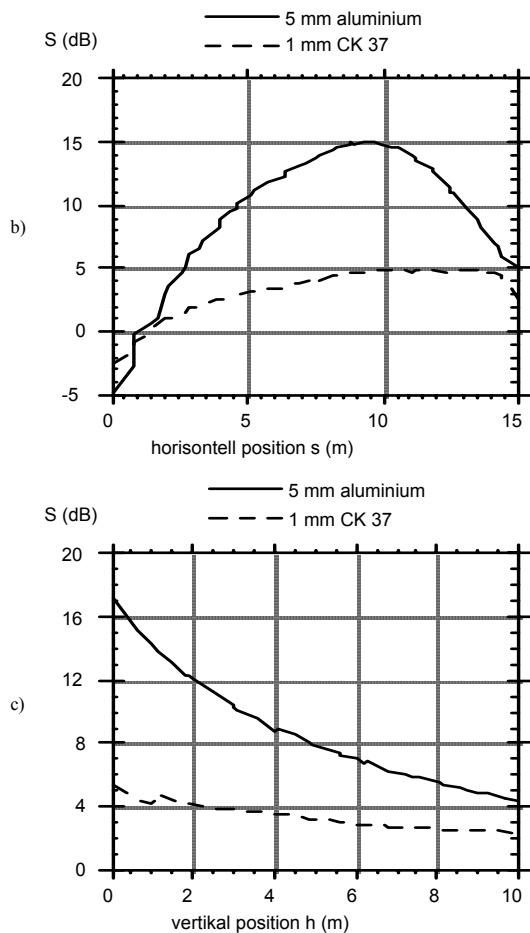 5 mm aluminium
S (dB)
1 mm CK 37
20
15
10
b)
5
0
-5
0
5
10
15
horisontell position s (m)
5 mm aluminium
S (dB)
1 mm CK 37
20
16
12
c)
8
4
0
0
2
4
6
8
10
vertikal position h (m)